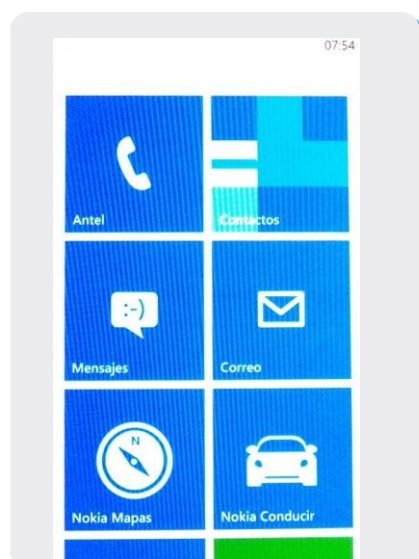 07:54
Antel
Contactos
:-)
Mensajes
Correo
N
Nokia Mapas
Nokia Conducir